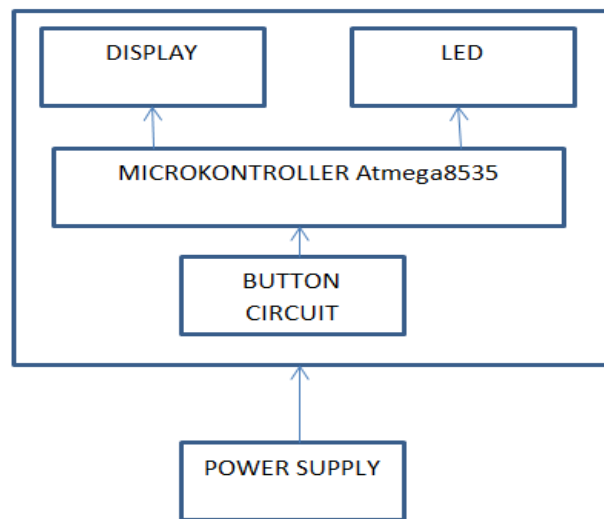 DISPLAY
LED
MICROKONTROLLER Atmega8535
BUTTON
CIRCUIT
POWER SUPPLY